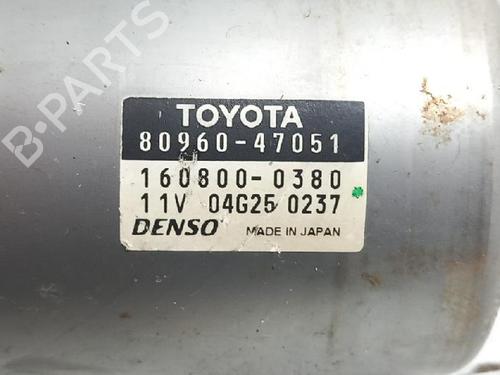 B-PARTS
TOYOTA
80960-47051
160800-0380
11V 04G25 0237
DENSO MADE IN JAPAN